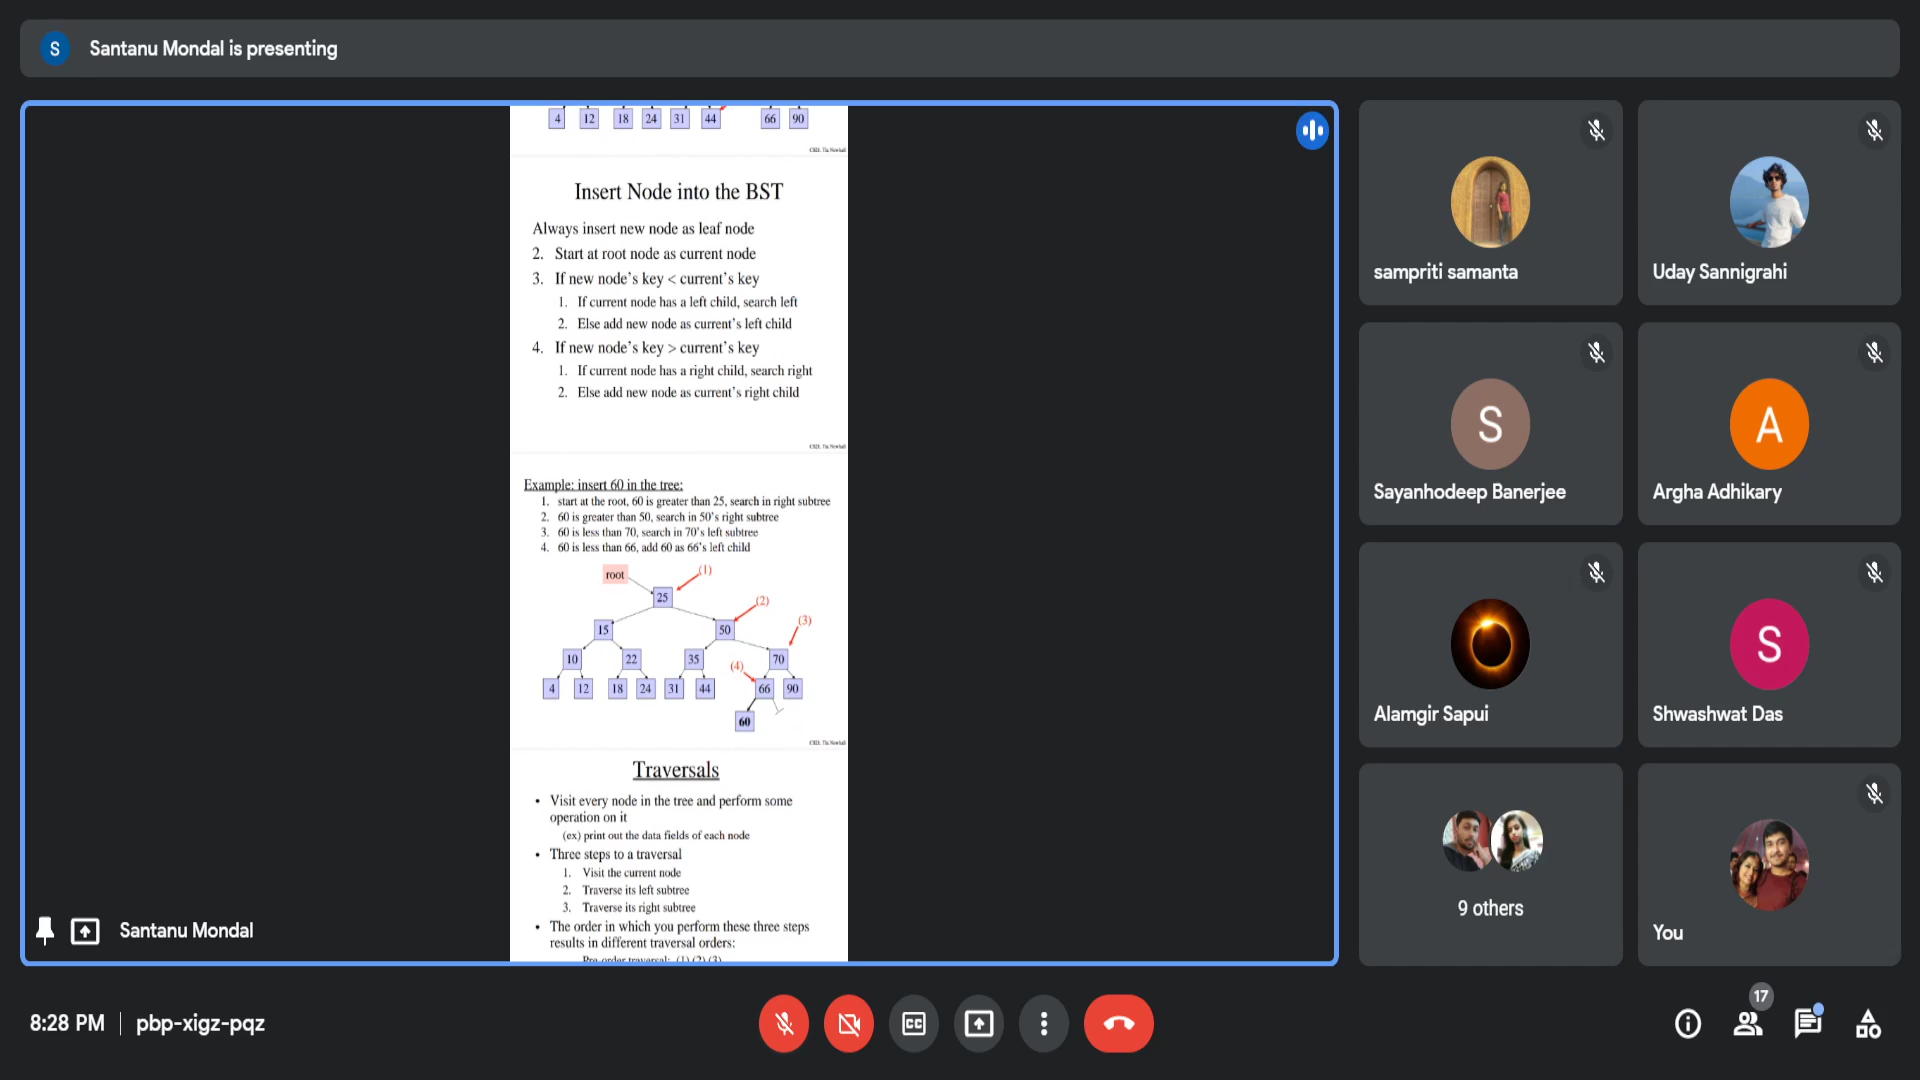 S Santanu Mondal is presenting
4 12 18 24 31 44 66 90
Insert Node into the BST
Always insert new node as leaf node
2. Start at root node as current node
3. If new node's key < current's key
1. If current node has a left child, search left
2. Else add new node as current's left child
4. If new node's key > current's key
1. If current node has a right child, search right
2. Else add new node as current's right child
Example: insert 60 in the tree:
1. start at the root, 60 is greater than 25, search in right subtree
2. 60 is greater than 50, search in 50's right subtree
3. 60 is less than 70, search in 70's left subtree
4. 60 is less than 66, add 60 as 66's left child
root
(1)
25
(2)
15
50
(3)
10 22 35 70
(4)
4 12 18 24 31 44 66 90
60
Traversals
• Visit every node in the tree and perform some
operation on it
(ex) print out the data fields of each node
• Three steps to a traversal
1. Visit the current node
2. Traverse its left subtree
3. Traverse its right subtree
• The order in which you perform these three steps
results in different traversal orders:
Pre-order traversal: (1) (2) (3)
Santanu Mondal
sampriti samanta
Uday Sannigrahi
S
Sayanhodeep Banerjee
A
Argha Adhikary
Alamgir Sapui
S
Shwashwat Das
9 others
You
8:28 PM | pbp-xigz-pqz
CC
17